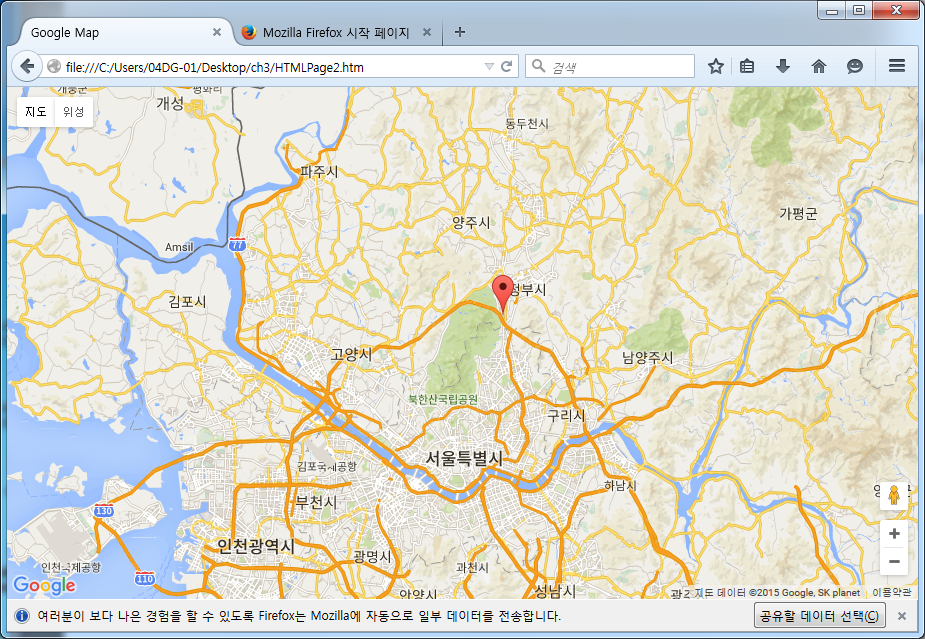 Google Map
Mozilla Firefox 시작 페이지
file:///C:/Users/04DG-01/Desktop/ch3/HTMLPage2.htm
검색
지도 위성
개성
동두천시
파주시
양주시
가평군
77
Amsil
김포시
정부시
고양시
남양주시
북한산국립공원
구리시
서울특별시
김포국제공항
하남시
부천시
130
인천광역시
광명시
인천국제공항
과천시
110
안양시
성남시
Google
지도 데이터 ©2015 Google, SK planet 이용약관
여러분이 보다 나은 경험을 할 수 있도록 Firefox는 Mozilla에 자동으로 일부 데이터를 전송합니다.
공유할 데이터 선택(C)